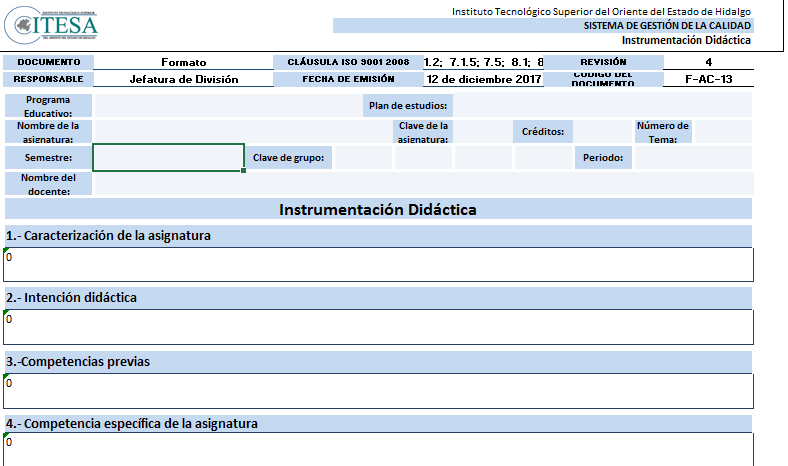 INSTITUTO TECNOLÓGICO SUPERIOR
CITESA
DEL ORIENTE DEL ESTADO DE HIDALGO
Instituto Tecnológico Superior del Oriente del Estado de Hidalgo
SISTEMA DE GESTIÓN DE LA CALIDAD
Instrumentación Didáctica
DOCUMENTO Formato CLÁUSULA ISO 9001 2008 1.2; 7.1.5; 7.5; 8.1; 8 REVISIÓN 4
RESPONSABLE Jefatura de División FECHA DE EMISIÓN 12 de diciembre 2017 CÓDIGO DEL DOCUMENTO F-AC-13
Programa Educativo: Plan de estudios:
Nombre de la asignatura: Clave de la asignatura: Créditos: Número de Tema:
Semestre: Clave de grupo: Periodo:
Nombre del docente:
Instrumentación Didáctica
1.- Caracterización de la asignatura
0
2.- Intención didáctica
0
3.-Competencias previas
0
4.- Competencia específica de la asignatura
0